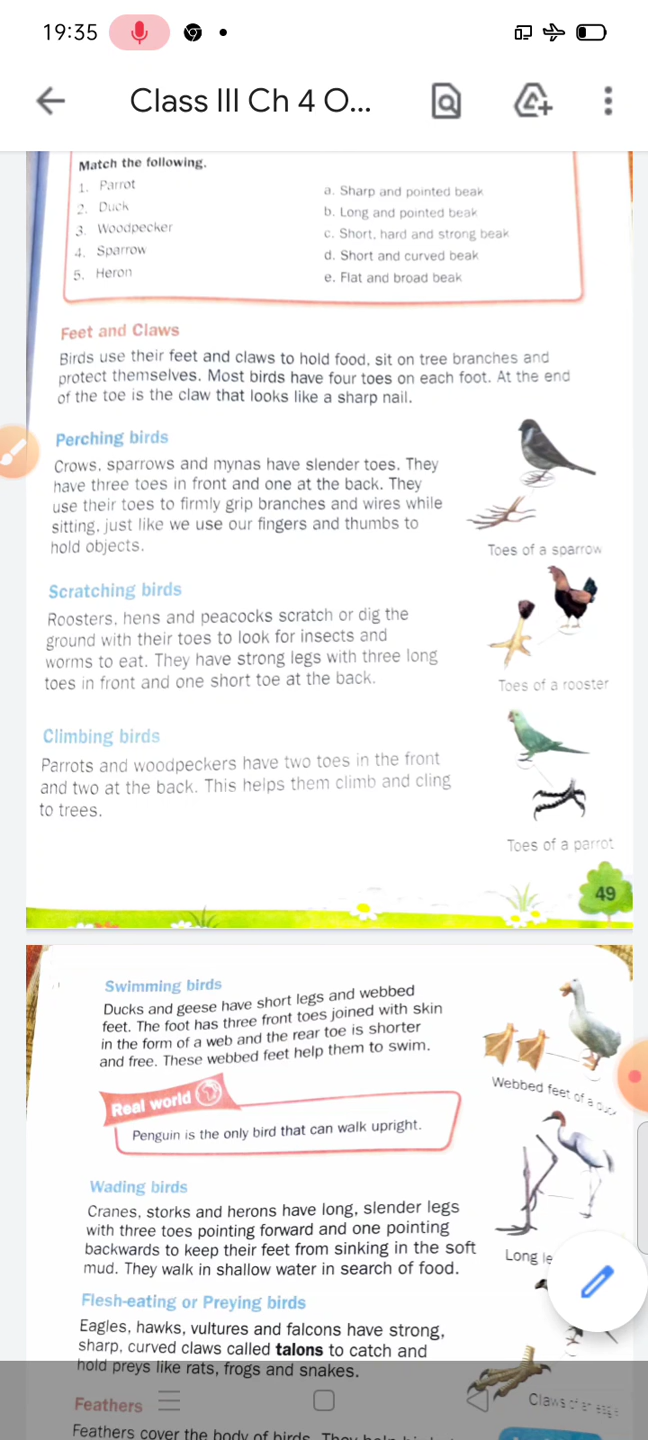 19:35
Class III Ch 4 O...
Match the following.
1. Parrot
2. Duck
3. Woodpecker
4. Sparrow
5. Heron
a. Sharp and pointed beak
b. Long and pointed beak
c. Short, hard and strong beak
d. Short and curved beak
e. Flat and broad beak
Feet and Claws
Birds use their feet and claws to hold food, sit on tree branches and
protect themselves. Most birds have four toes on each foot. At the end
of the toe is the claw that looks like a sharp nail.
Perching birds
Crows, sparrows and mynas have slender toes. They
have three toes in front and one at the back. They
use their toes to firmly grip branches and wires while
sitting, just like we use our fingers and thumbs to
hold objects.
Toes of a sparrow
Scratching birds
Roosters, hens and peacocks scratch or dig the
ground with their toes to look for insects and
worms to eat. They have strong legs with three long
toes in front and one short toe at the back.
Toes of a rooster
Climbing birds
Parrots and woodpeckers have two toes in the front
and two at the back. This helps them climb and cling
to trees.
Toes of a parrot
49
Swimming birds
Ducks and geese have short legs and webbed
feet. The foot has three front toes joined with skin
in the form of a web and the rear toe is shorter
and free. These webbed feet help them to swim.
Webbed feet of a duck
Real world
Penguin is the only bird that can walk upright.
Wading birds
Cranes, storks and herons have long, slender legs
with three toes pointing forward and one pointing
backwards to keep their feet from sinking in the soft
mud. They walk in shallow water in search of food.
Long le
Flesh-eating or Preying birds
Eagles, hawks, vultures and falcons have strong,
sharp, curved claws called talons to catch and
hold preys like rats, frogs and snakes.
Claws of an eagle
Feathers
Feathers cover the body of birds. They help